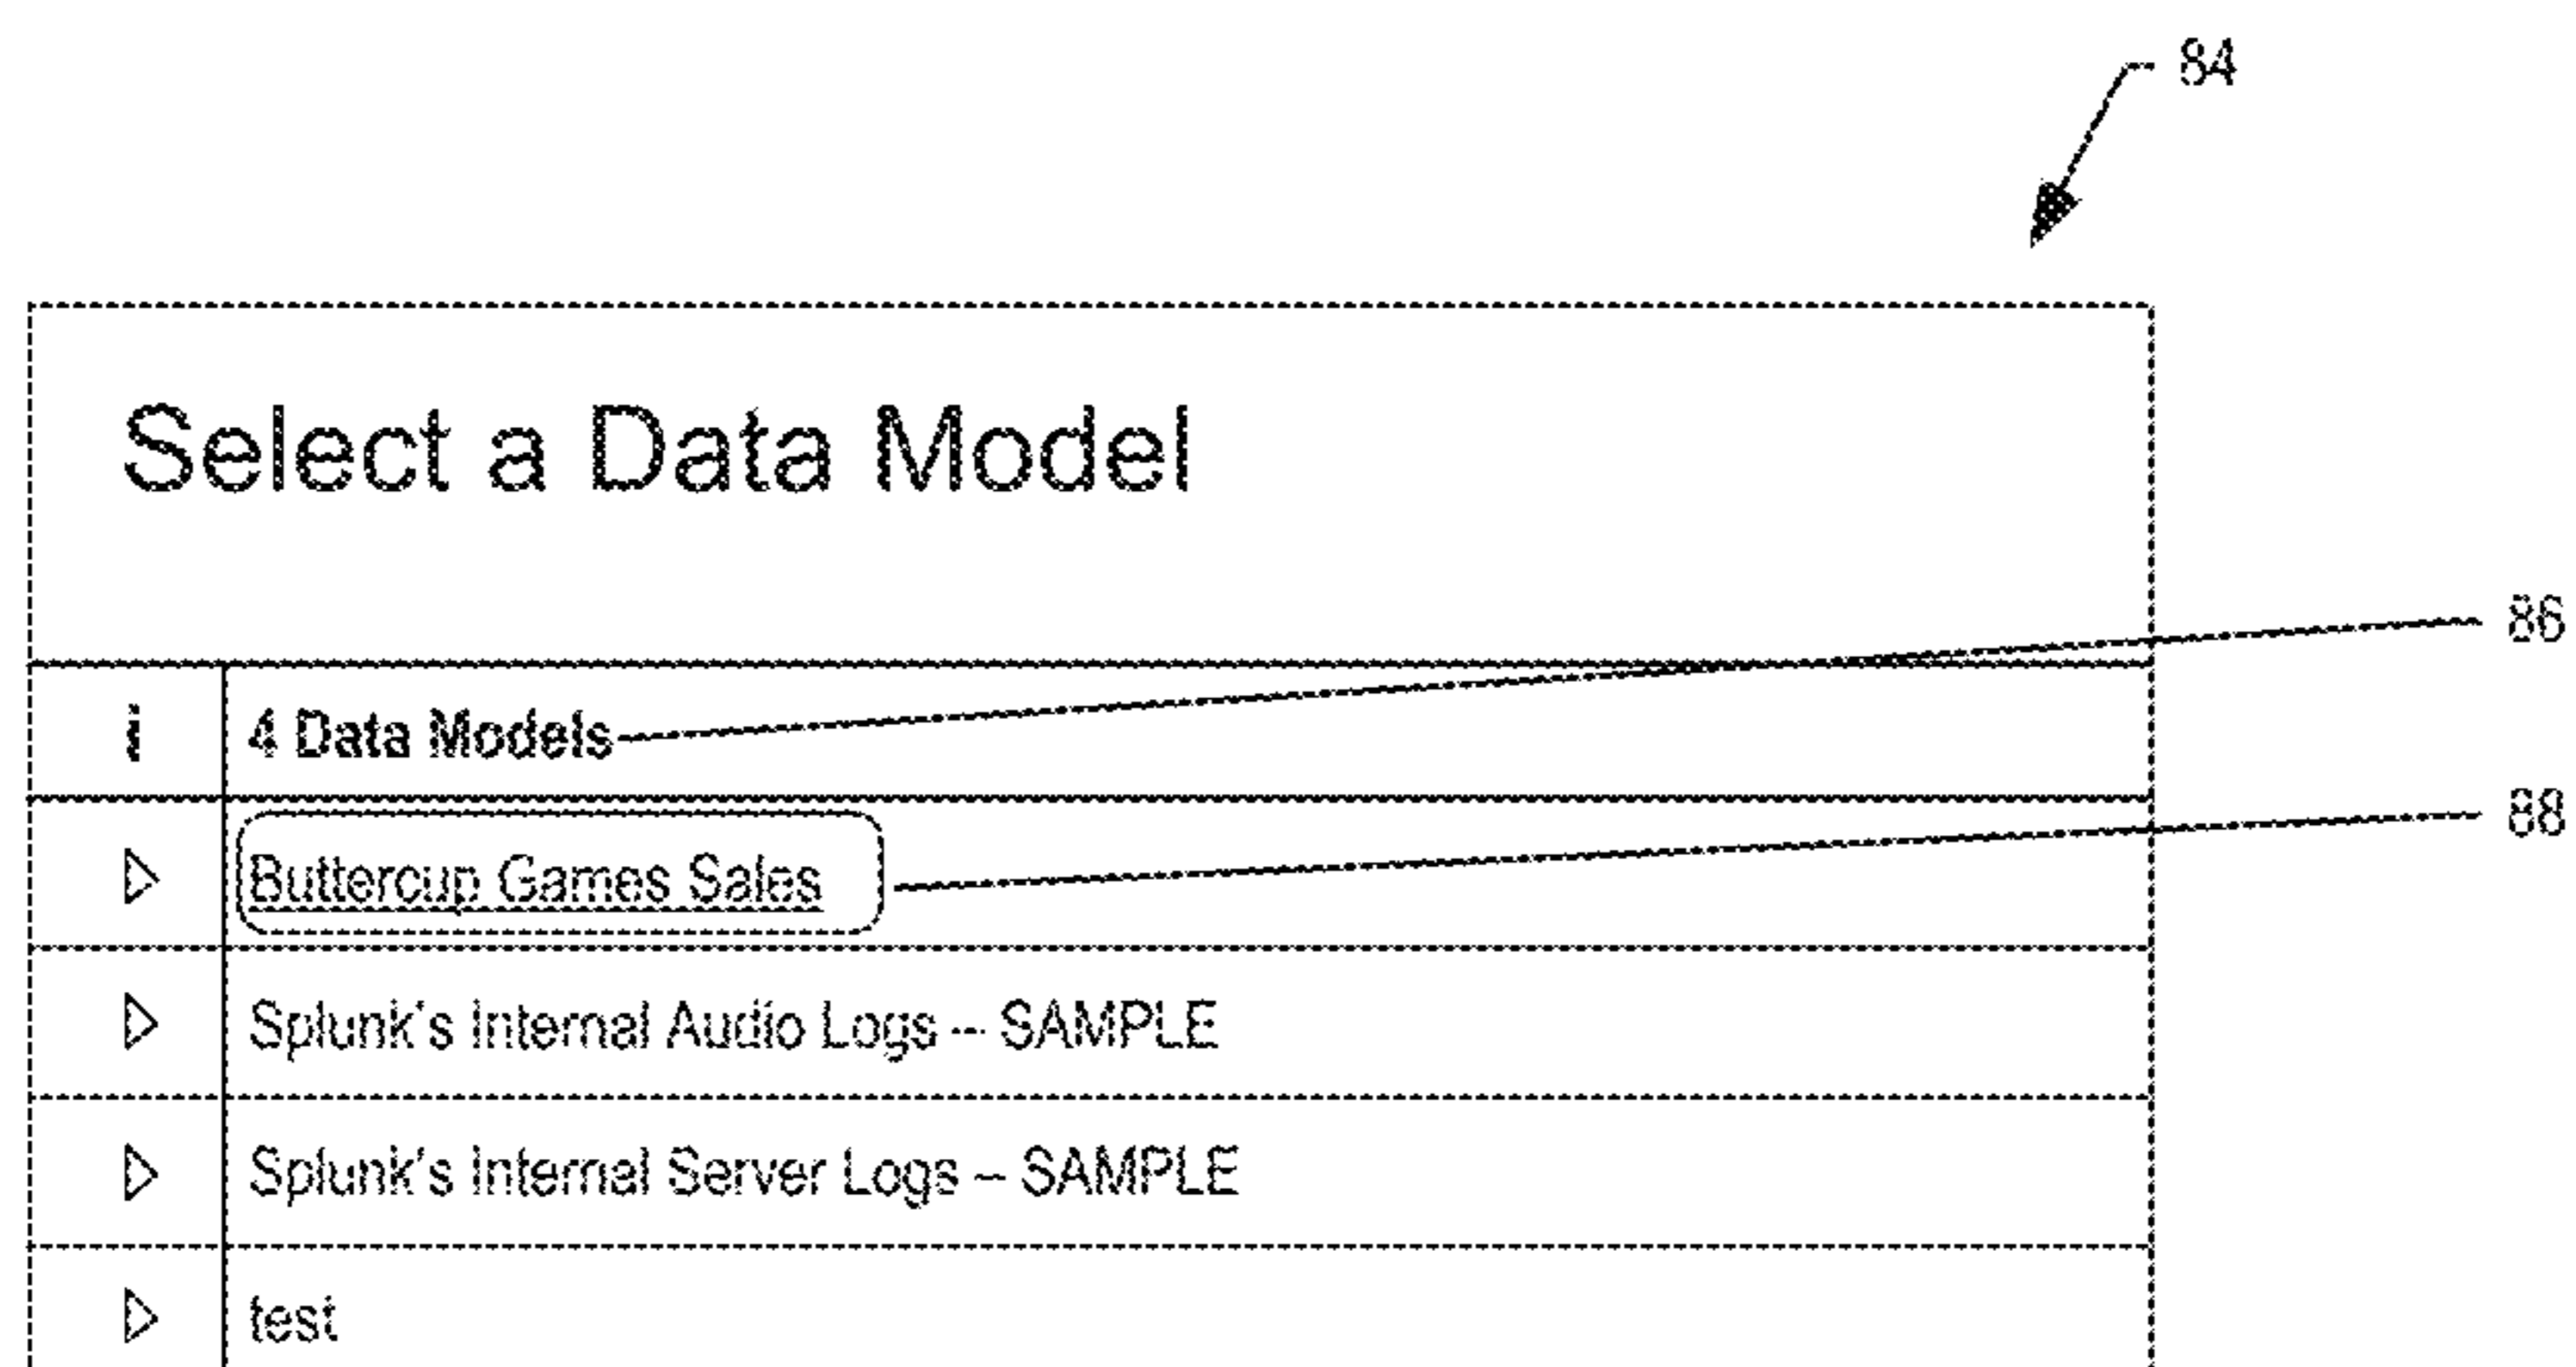 84
Select a Data Model
86
i 4 Data Models
88
Buttercup Games Sales
Splunk's Internal Audio Logs -- SAMPLE
Splunk's Internal Server Logs – SAMPLE
test